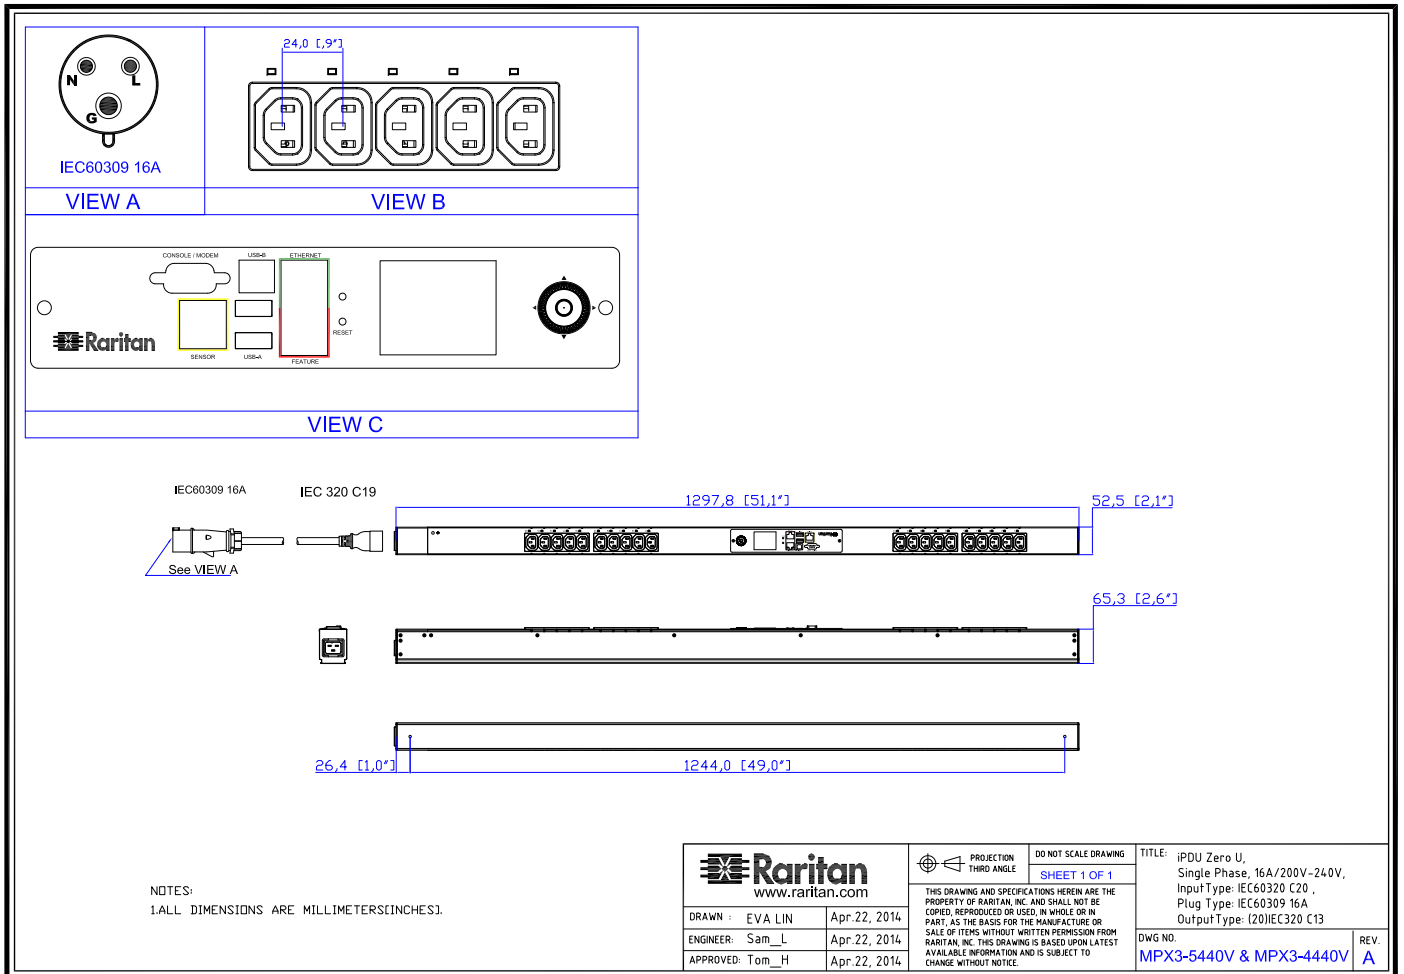 24,0 [,9"]
N
L
G
IEC60309 16A
VIEW A
VIEW B
CONSOLE / MODEM
USB-B
ETHERNET
RESET
Raritan
SENSOR
USB-A
FEATURE
VIEW C
IEC60309 16A
IEC 320 C19
1297,8 [51,1"]
52,5 [2,1"]
See VIEW A
65,3 [2,6"]
26,4 [1,0"]
1244,0 [49,0"]
NOTES:
1.ALL DIMENSIONS ARE MILLIMETERS[INCHES].
Raritan
www.raritan.com
DRAWN : EVA LIN Apr.22, 2014
ENGINEER: Sam_L Apr.22, 2014
APPROVED: Tom_H Apr.22, 2014
PROJECTION
THIRD ANGLE
DO NOT SCALE DRAWING
SHEET 1 OF 1
THIS DRAWING AND SPECIFICATIONS HEREIN ARE THE
PROPERTY OF RARITAN, INC. AND SHALL NOT BE
COPIED, REPRODUCED OR USED, IN WHOLE OR IN
PART, AS THE BASIS FOR THE MANUFACTURE OR
SALE OF ITEMS WITHOUT WRITTEN PERMISSION FROM
RARITAN, INC. THIS DRAWING IS BASED UPON LATEST
AVAILABLE INFORMATION AND IS SUBJECT TO
CHANGE WITHOUT NOTICE.
TITLE: iPDU Zero U,
Single Phase, 16A/200V-240V,
InputType: IEC60320 C20 ,
Plug Type: IEC60309 16A
OutputType: (20)IEC320 C13
DWG NO.
MPX3-5440V & MPX3-4440V
REV.
A